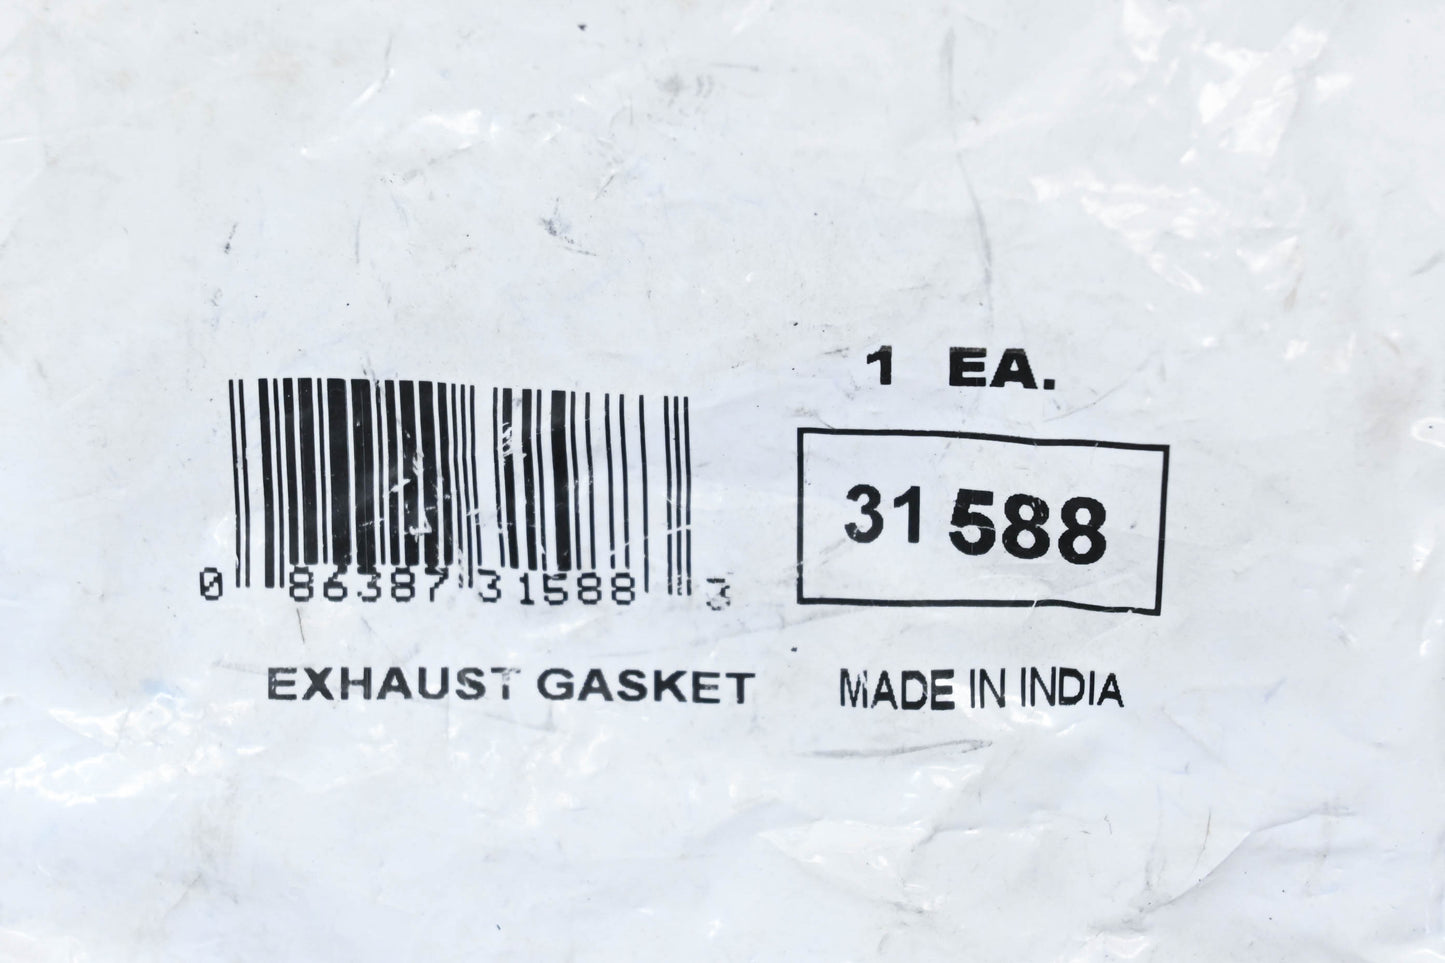 1 EA.
31588
0 86387 31588 3
EXHAUST GASKET
MADE IN INDIA